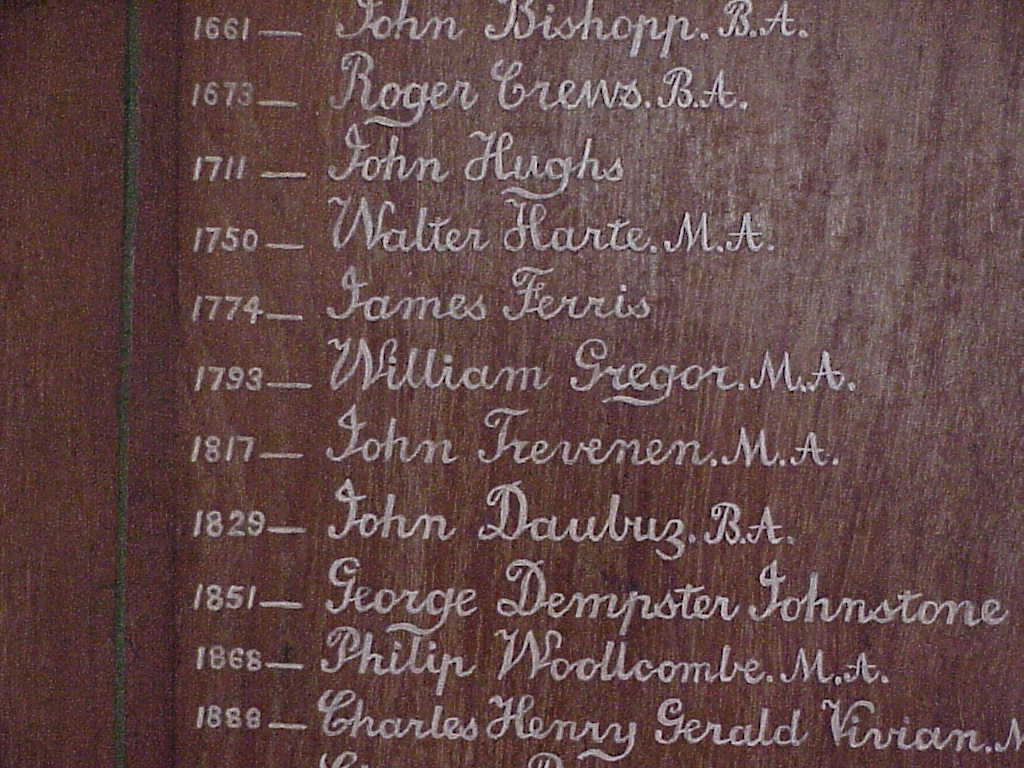 1661 — John Bishopp. B.A.
1673 — Roger Crews. B.A.
1711 — John Hughs
1750 — Walter Harte. M.A.
1774 — James Ferris
1793 — William Gregor. M.A.
1817 — John Trevenen. M.A.
1829 — John Daubuz. B.A.
1851 — George Dempster Johnstone
1868 — Philip Woollcombe. M.A.
1888 — Charles Henry Gerald Vivian.